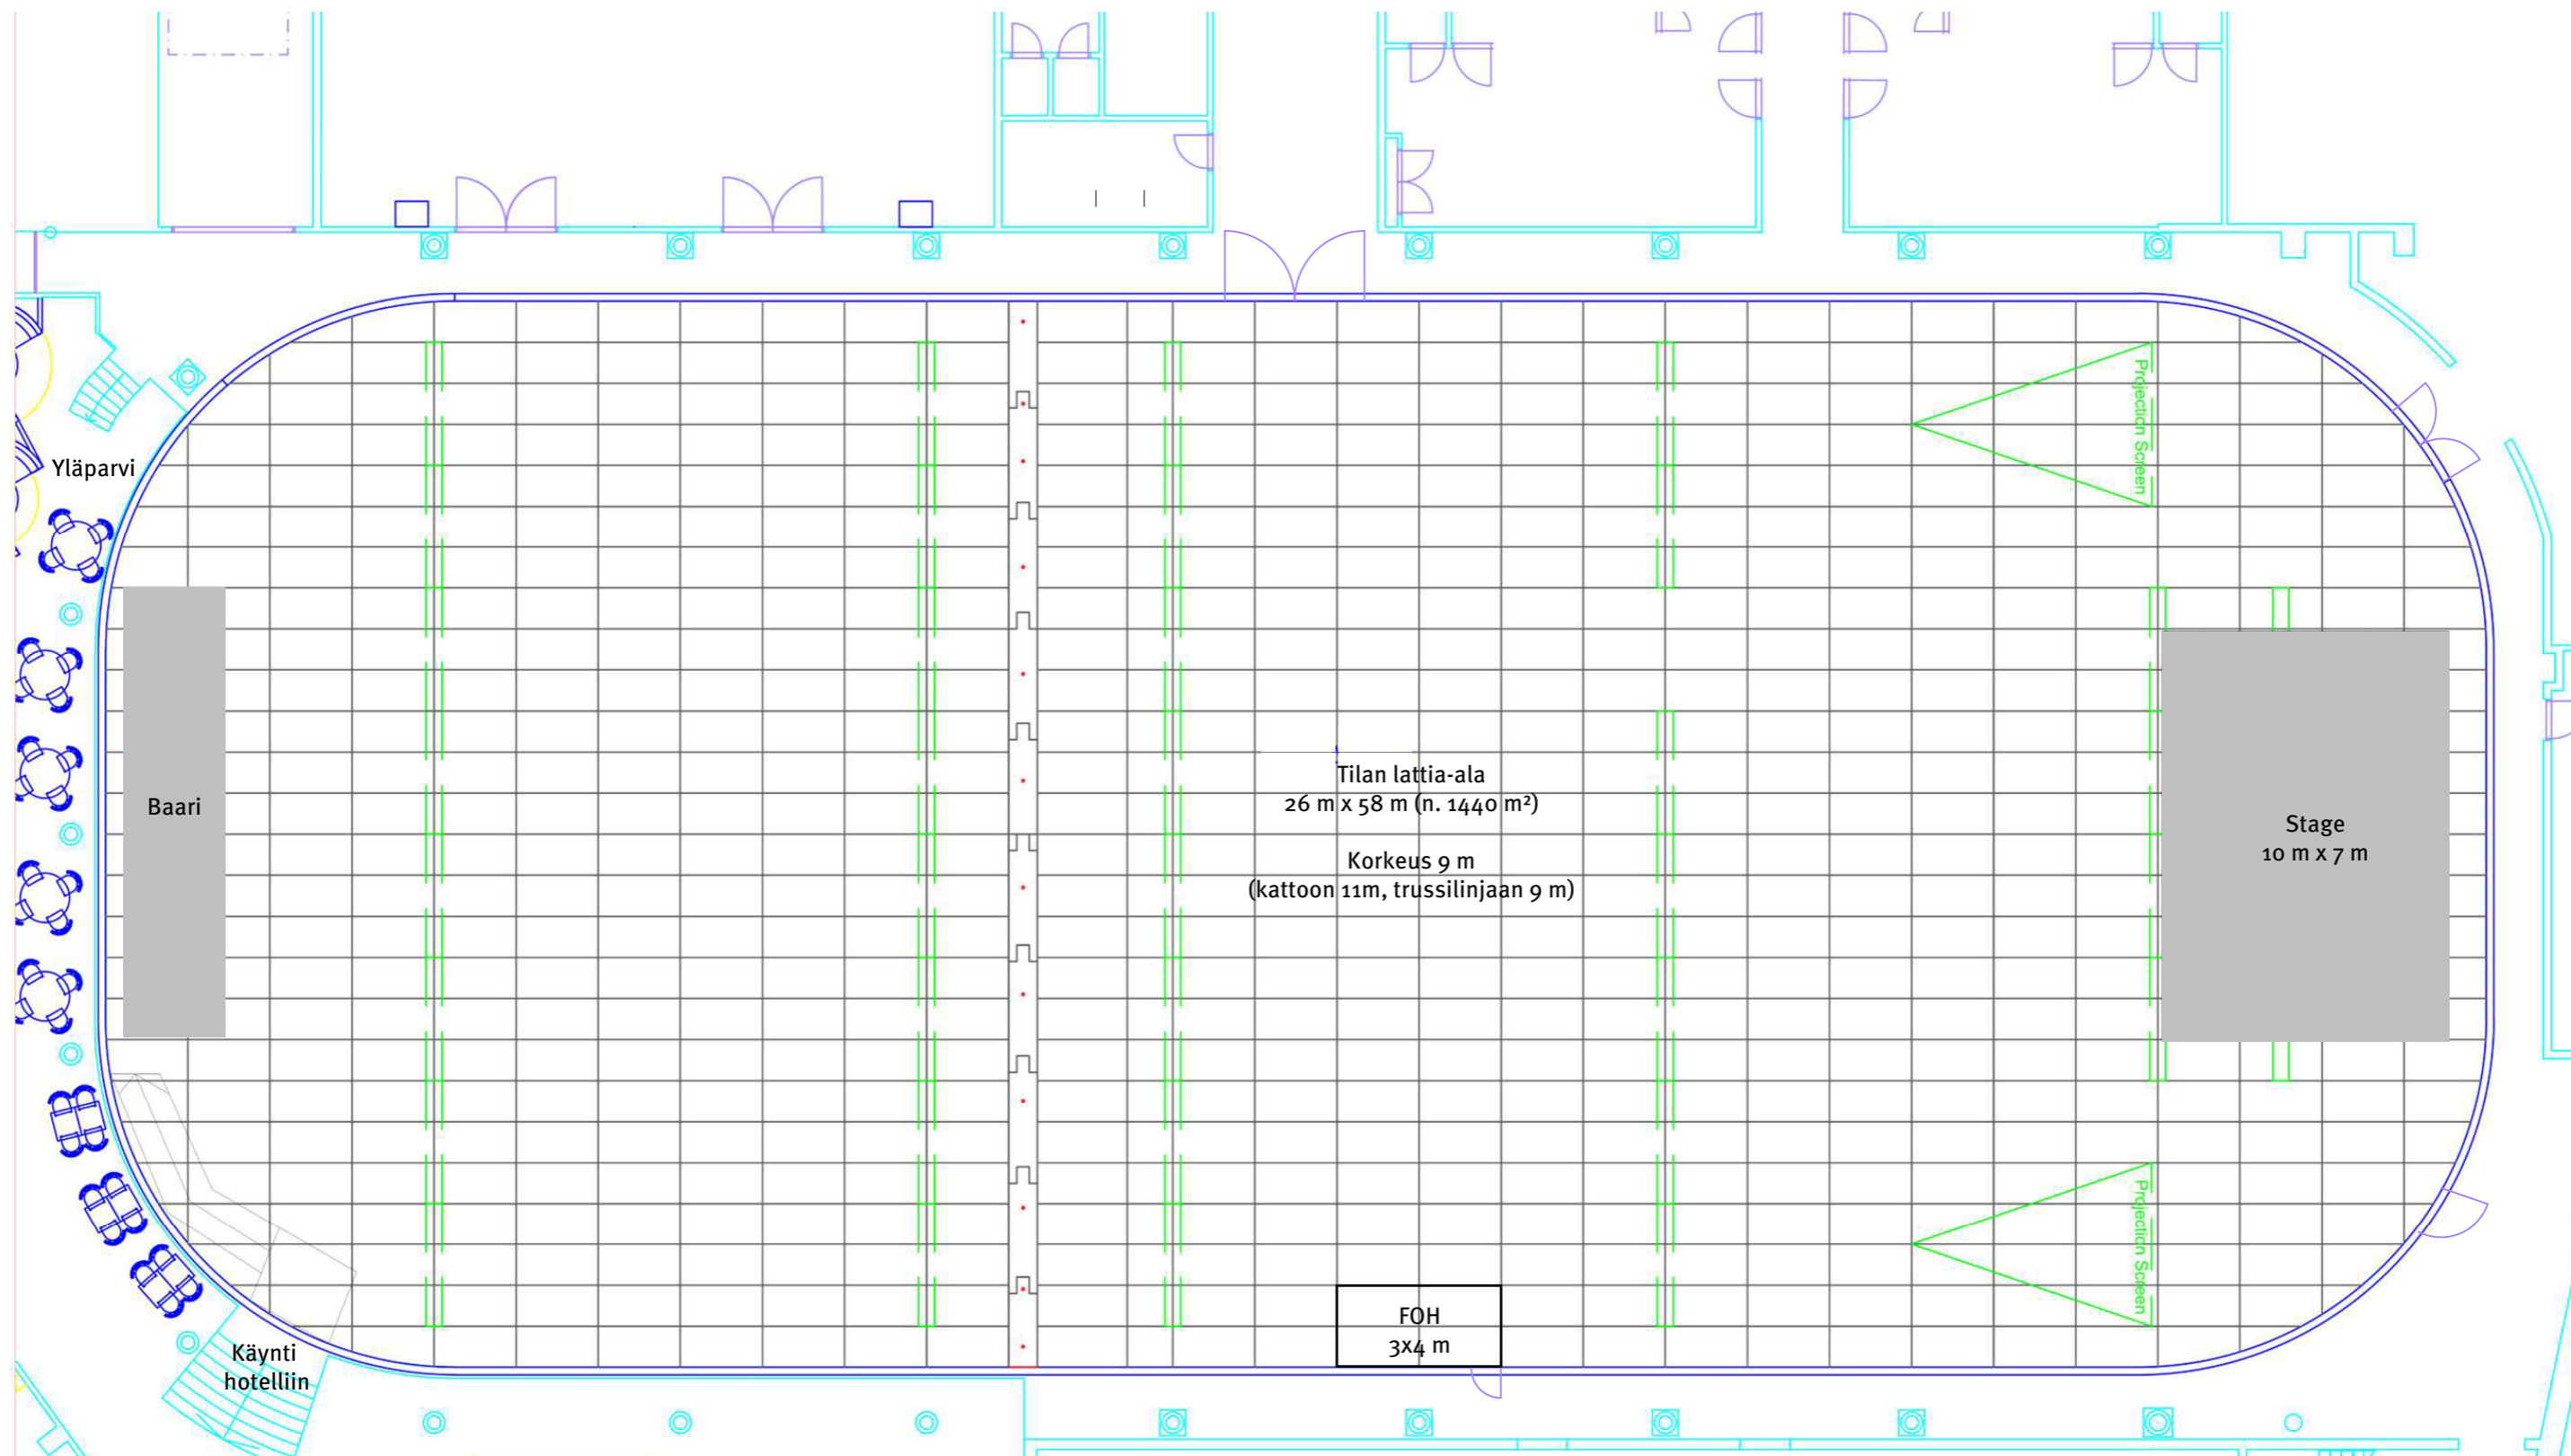 Projection Screen
Yläparvi
Tilan lattia-ala
26 m x 58 m (n. 1440 m²)
Baari
Stage
10 m x 7 m
Korkeus 9 m
(kattoon 11m, trussilinjaan 9 m)
Projection Screen
FOH
3x4 m
Käynti
hotelliin